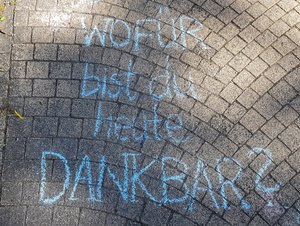 WOFÜR
bist du
heute
DANKBAR?